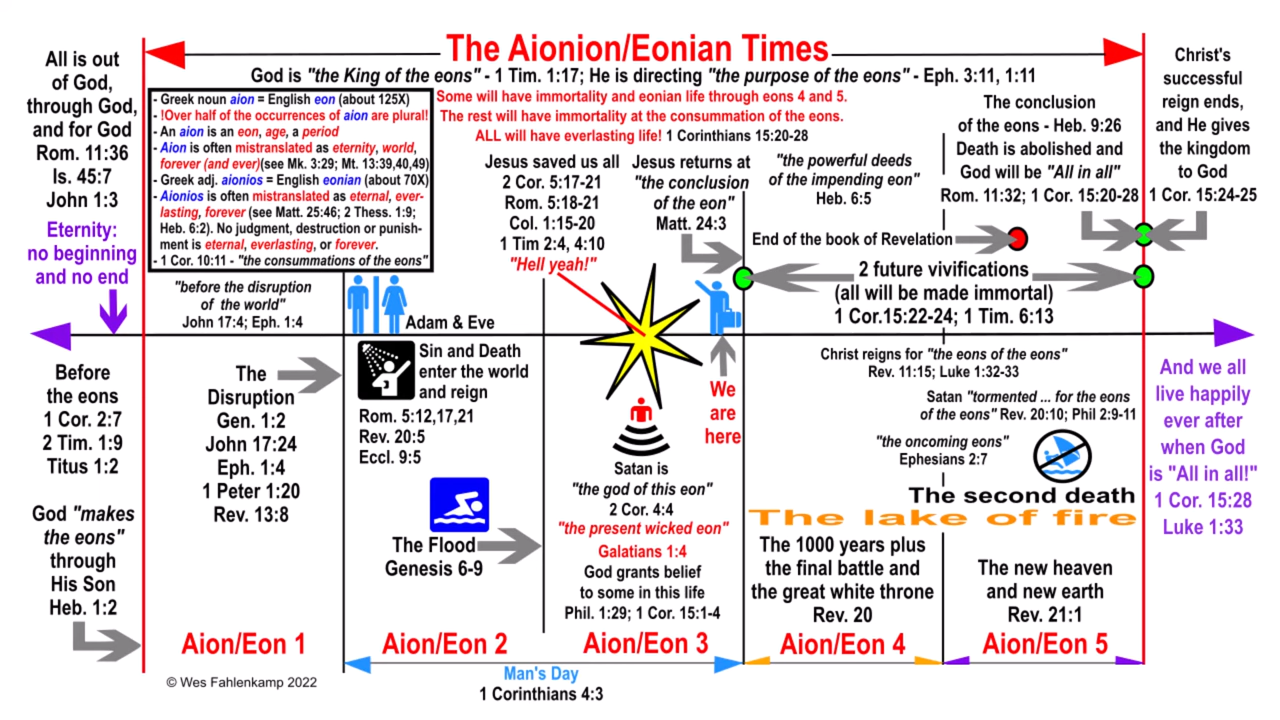 The Aionion/Eonian Times
God is "the King of the eons" - 1 Tim. 1:17; He is directing "the purpose of the eons" - Eph. 3:11, 1:11
All is out
of God,
through God,
and for God
Rom. 11:36
Is. 45:7
John 1:3
Eternity:
no beginning
and no end
- Greek noun aion = English eon (about 125X)
- !Over half of the occurrences of aion are plural!
- An aion is an eon, age, a period
- Aion is often mistranslated as eternity, world,
forever (and ever)(see Mk. 3:29; Mt. 13:39,40,49)
- Greek adj. aionios = English eonian (about 70X)
- Aionios is often mistranslated as eternal, ever-
lasting, forever (see Matt. 25:46; 2 Thess. 1:9;
Heb. 6:2). No judgment, destruction or punish-
ment is eternal, everlasting, or forever.
- 1 Cor. 10:11 - "the consummations of the eons"
Some will have immortality and eonian life through eons 4 and 5.
The rest will have immortality at the consummation of the eons.
ALL will have everlasting life! 1 Corinthians 15:20-28
Jesus saved us all
2 Cor. 5:17-21
Rom. 5:18-21
Col. 1:15-20
1 Tim 2:4, 4:10
"Hell yeah!"
Jesus returns at
"the conclusion
of the eon"
Matt. 24:3
"the powerful deeds
of the impending eon"
Heb. 6:5
The conclusion
of the eons - Heb. 9:26
Death is abolished and
God will be "All in all"
Rom. 11:32; 1 Cor. 15:20-28
Christ's
successful
reign ends,
and He gives
the kingdom
to God
1 Cor. 15:24-25
End of the book of Revelation
2 future vivifications
(all will be made immortal)
1 Cor.15:22-24; 1 Tim. 6:13
"before the disruption
of the world"
John 17:4; Eph. 1:4
Adam & Eve
Before
the eons
1 Cor. 2:7
2 Tim. 1:9
Titus 1:2
God "makes
the eons"
through
His Son
Heb. 1:2
The
Disruption
Gen. 1:2
John 17:24
Eph. 1:4
1 Peter 1:20
Rev. 13:8
Sin and Death
enter the world
and reign
Rom. 5:12,17,21
Rev. 20:5
Eccl. 9:5
The Flood
Genesis 6-9
Satan is
"the god of this eon"
2 Cor. 4:4
"the present wicked eon"
Galatians 1:4
God grants belief
to some in this life
Phil. 1:29; 1 Cor. 15:1-4
We
are
here
Christ reigns for "the eons of the eons"
Rev. 11:15; Luke 1:32-33
Satan "tormented ... for the eons
of the eons" Rev. 20:10; Phil 2:9-11
"the oncoming eons"
Ephesians 2:7
The second death
The lake of fire
The 1000 years plus
the final battle and
the great white throne
Rev. 20
The new heaven
and new earth
Rev. 21:1
And we all
live happily
ever after
when God
is "All in all!"
1 Cor. 15:28
Luke 1:33
Aion/Eon 1
Aion/Eon 2
Aion/Eon 3
Aion/Eon 4
Aion/Eon 5
Man's Day
1 Corinthians 4:3
© Wes Fahlenkamp 2022